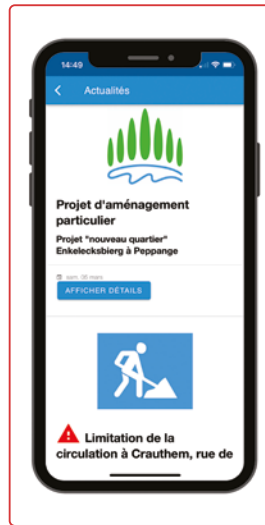 14:49
Actualités
Projet d'aménagement
particulier
Projet "nouveau quartier"
Enkelecksbierg à Peppange
sam. 06 mars
AFFICHER DÉTAILS
Limitation de la
circulation à Crauthem, rue de